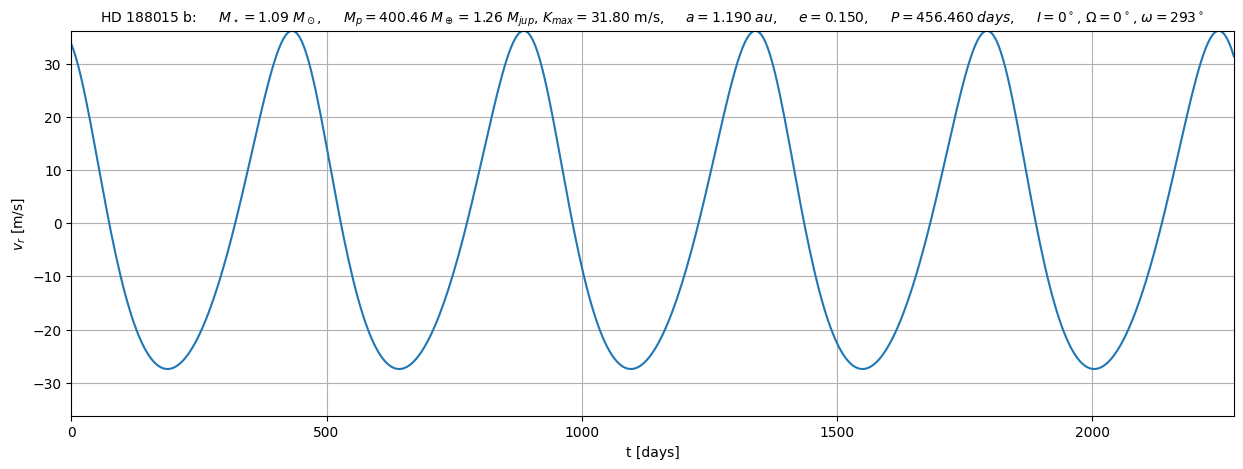 HD 188015 b: M⋆ = 1.09 M⊙, Mp = 400.46 M⊕ = 1.26 Mjup, Kmax = 31.80 m/s, a = 1.190 au, e = 0.150, P = 456.460 days, I = 0°, Ω = 0°, ω = 293°
vr [m/s]
30
20
10
0
−10
−20
−30
0 500 1000 1500 2000
t [days]